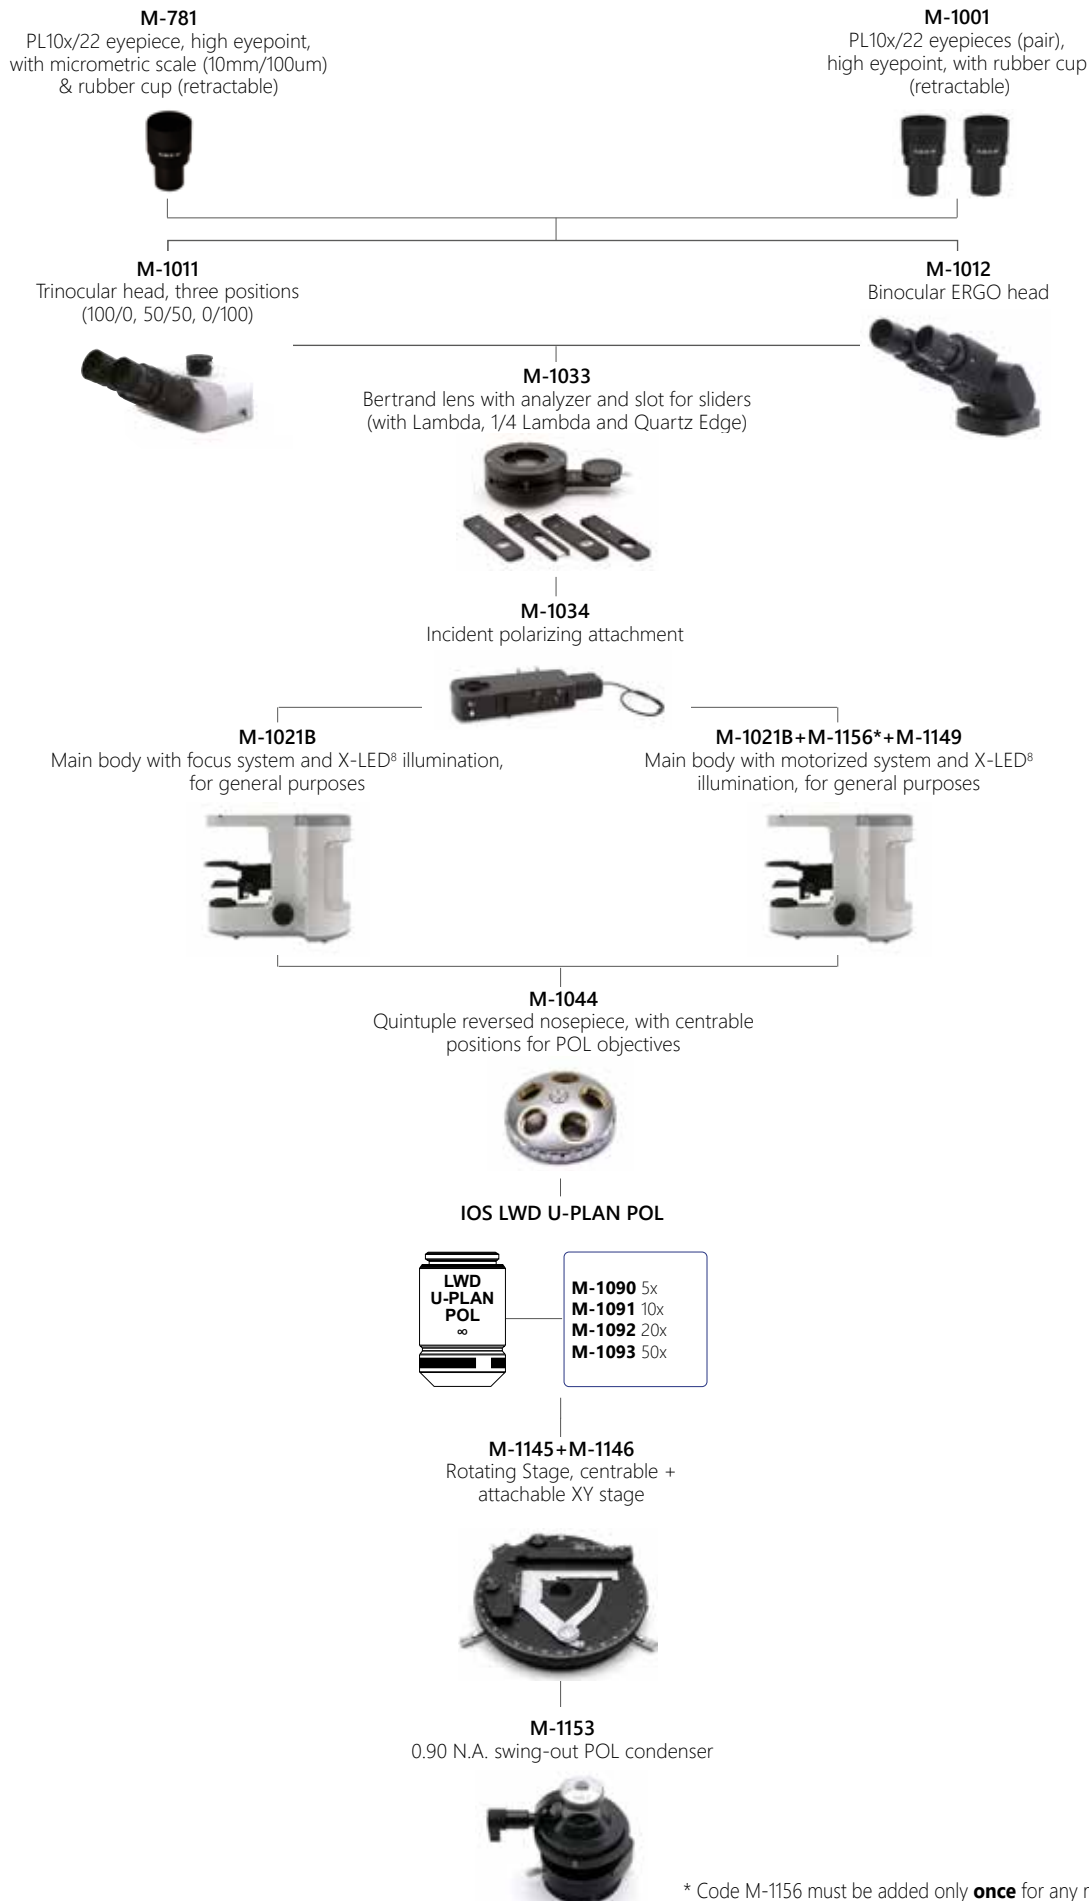 M-781
PL10x/22 eyepiece, high eyepoint,
with micrometric scale (10mm/100um)
& rubber cup (retractable)
M-1001
PL10x/22 eyepieces (pair),
high eyepoint, with rubber cup
(retractable)
M-1011
Trinocular head, three positions
(100/0, 50/50, 0/100)
M-1012
Binocular ERGO head
M-1033
Bertrand lens with analyzer and slot for sliders
(with Lambda, 1/4 Lambda and Quartz Edge)
M-1034
Incident polarizing attachment
M-1021B
Main body with focus system and X-LED⁸ illumination,
for general purposes
M-1021B+M-1156*+M-1149
Main body with motorized system and X-LED⁸
illumination, for general purposes
M-1044
Quintuple reversed nosepiece, with centrable
positions for POL objectives
IOS LWD U-PLAN POL
LWD
U-PLAN
POL
∞
M-1090 5x
M-1091 10x
M-1092 20x
M-1093 50x
M-1145+M-1146
Rotating Stage, centrable +
attachable XY stage
M-1153
0.90 N.A. swing-out POL condenser
* Code M-1156 must be added only once for any